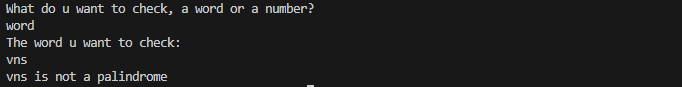 What do u want to check, a word or a number?
word
The word u want to check:
vns
vns is not a palindrome